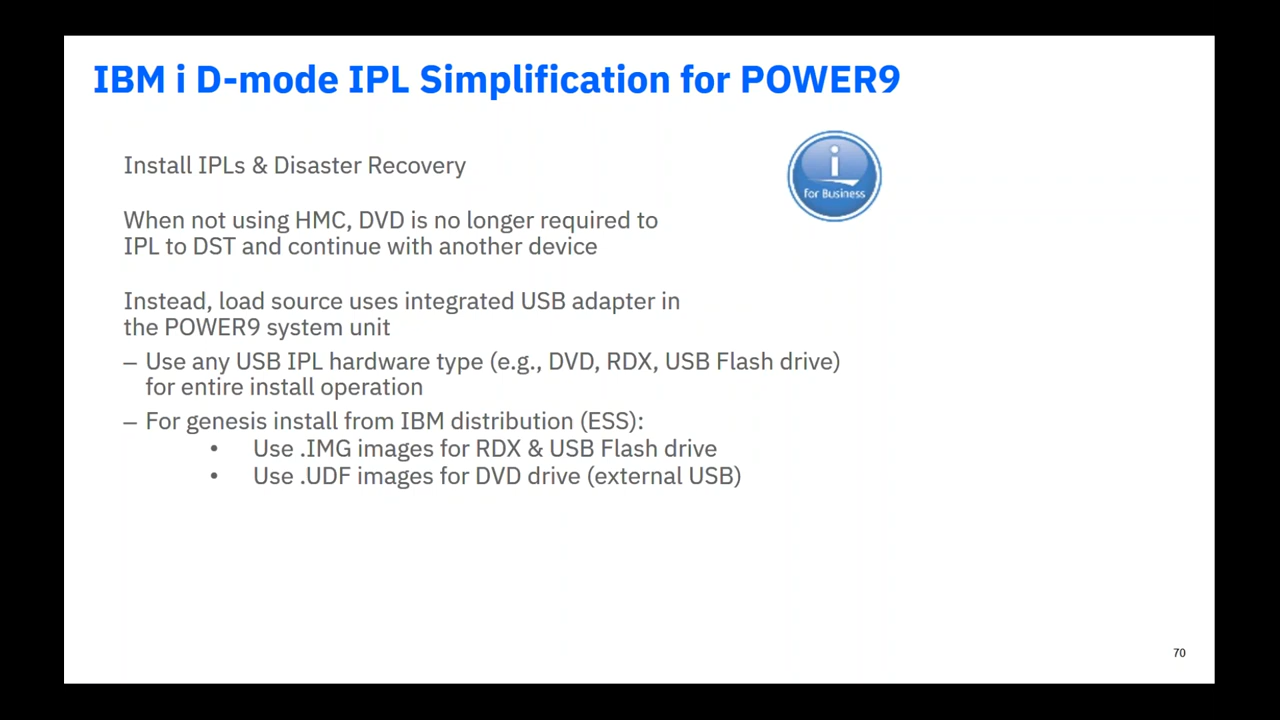 IBM i D-mode IPL Simplification for POWER9
Install IPLs & Disaster Recovery
i
for Business
When not using HMC, DVD is no longer required to
IPL to DST and continue with another device
Instead, load source uses integrated USB adapter in
the POWER9 system unit
– Use any USB IPL hardware type (e.g., DVD, RDX, USB Flash drive)
for entire install operation
– For genesis install from IBM distribution (ESS):
• Use .IMG images for RDX & USB Flash drive
• Use .UDF images for DVD drive (external USB)
70